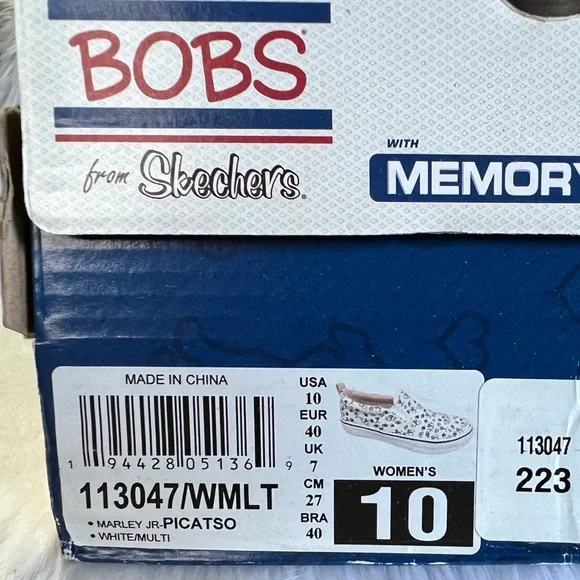 BOBS
from Skechers.
WITH
MEMORY
MADE IN CHINA
1 94428 05136 9
113047/WMLT
• MARLEY JR-PICATSO
• WHITE/MULTI
USA
10
EUR
40
UK
7
CM
27
BRA
40
WOMEN'S
10
113047
223